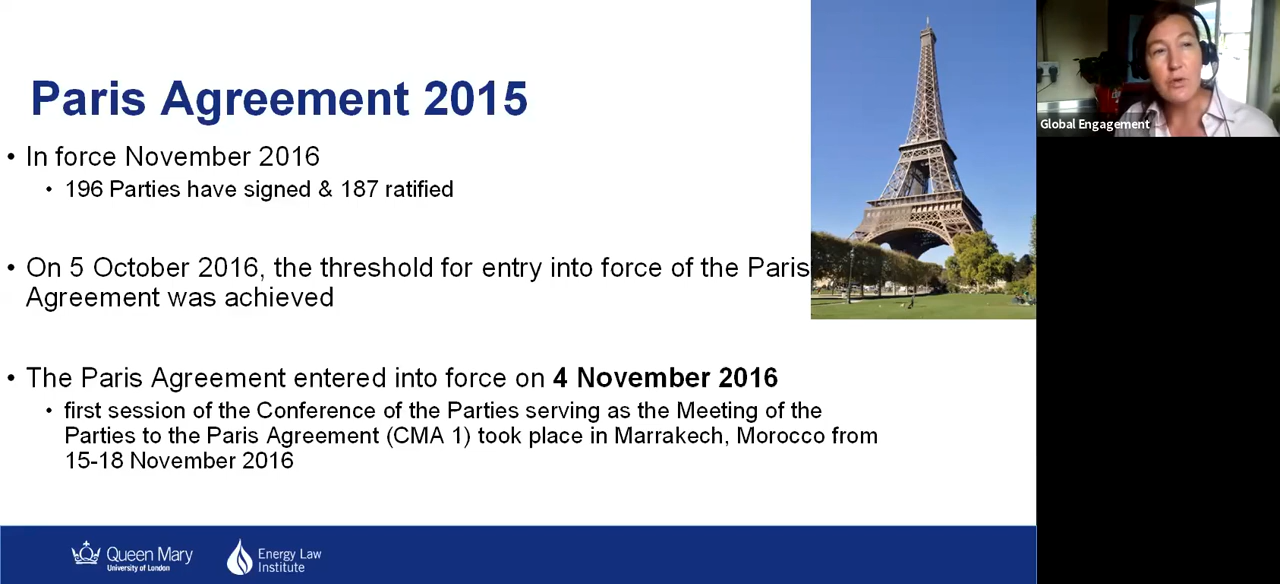 Paris Agreement 2015
• In force November 2016
• 196 Parties have signed & 187 ratified
• On 5 October 2016, the threshold for entry into force of the Paris
Agreement was achieved
• The Paris Agreement entered into force on 4 November 2016
• first session of the Conference of the Parties serving as the Meeting of the
Parties to the Paris Agreement (CMA 1) took place in Marrakech, Morocco from
15-18 November 2016
Queen Mary
University of London
Energy Law
Institute
Global Engagement